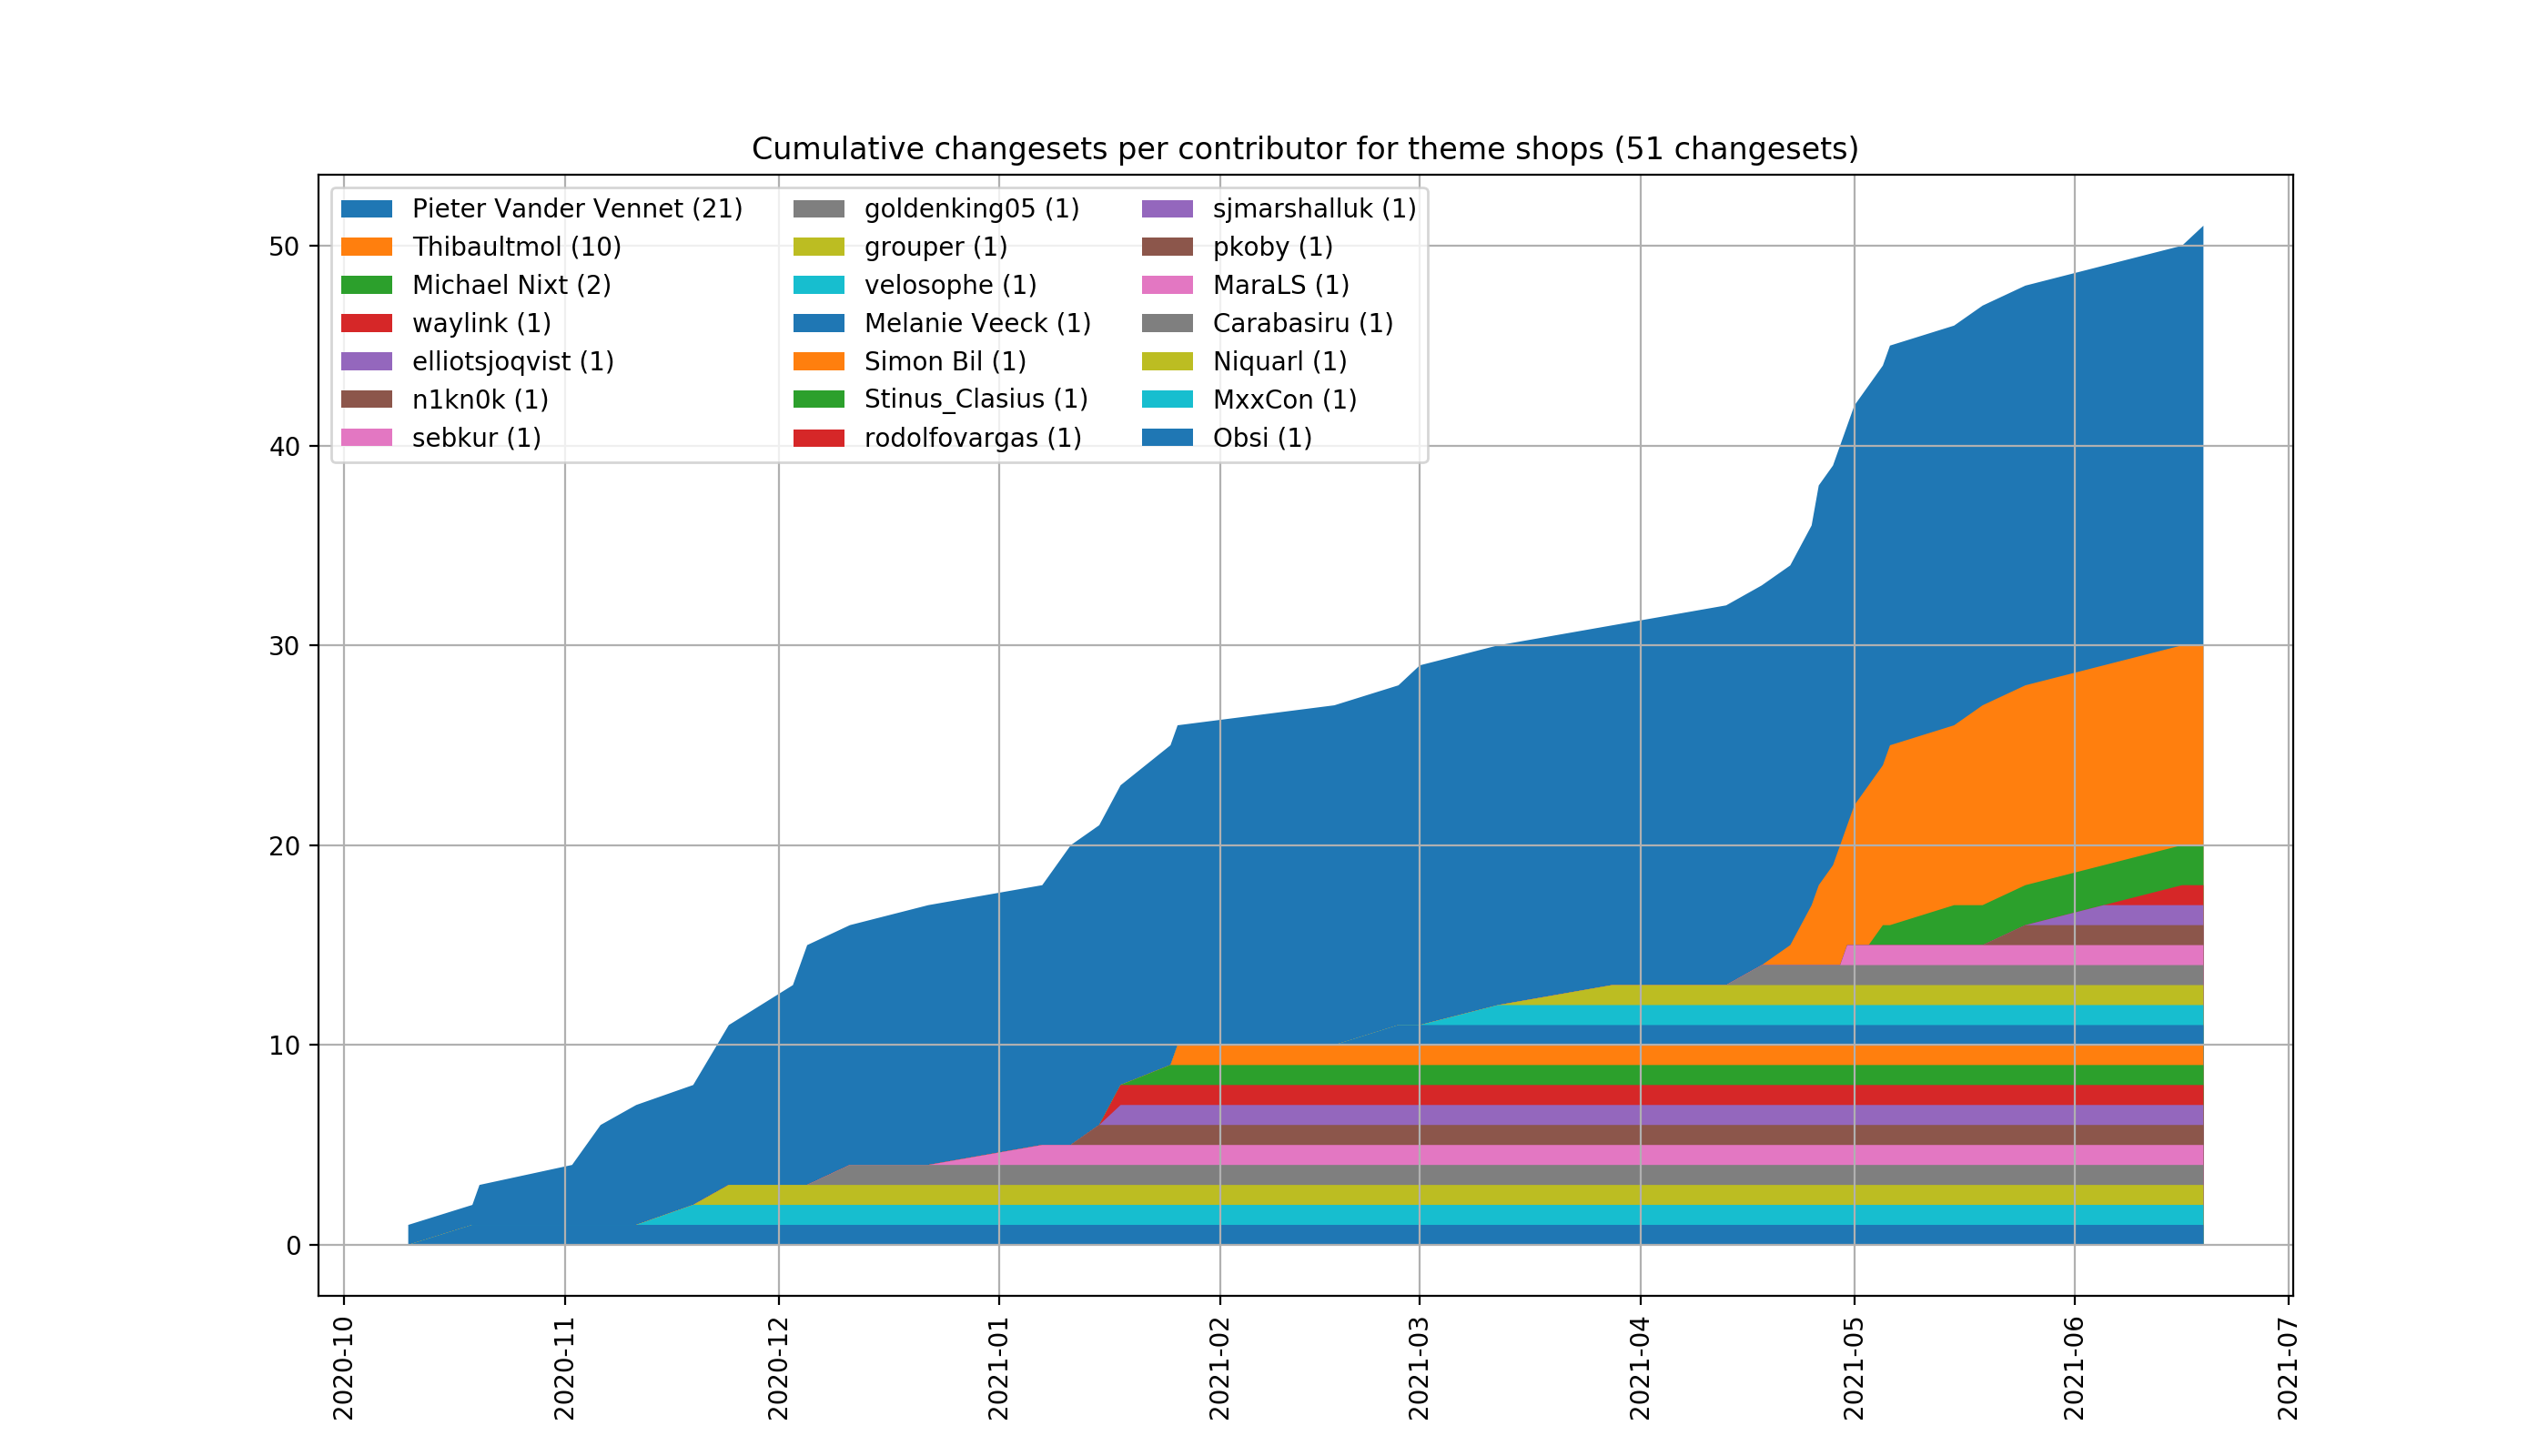 Cumulative changesets per contributor for theme shops (51 changesets)
Pieter Vander Vennet (21)
Thibaultmol (10)
Michael Nixt (2)
waylink (1)
elliotsjoqvist (1)
n1kn0k (1)
sebkur (1)
goldenking05 (1)
grouper (1)
velosophe (1)
Melanie Veeck (1)
Simon Bil (1)
Stinus_Clasius (1)
rodolfovargas (1)
sjmarshalluk (1)
pkoby (1)
MaraLS (1)
Carabasiru (1)
Niquarl (1)
MxxCon (1)
Obsi (1)
50
40
30
20
10
0
2020-10
2020-11
2020-12
2021-01
2021-02
2021-03
2021-04
2021-05
2021-06
2021-07